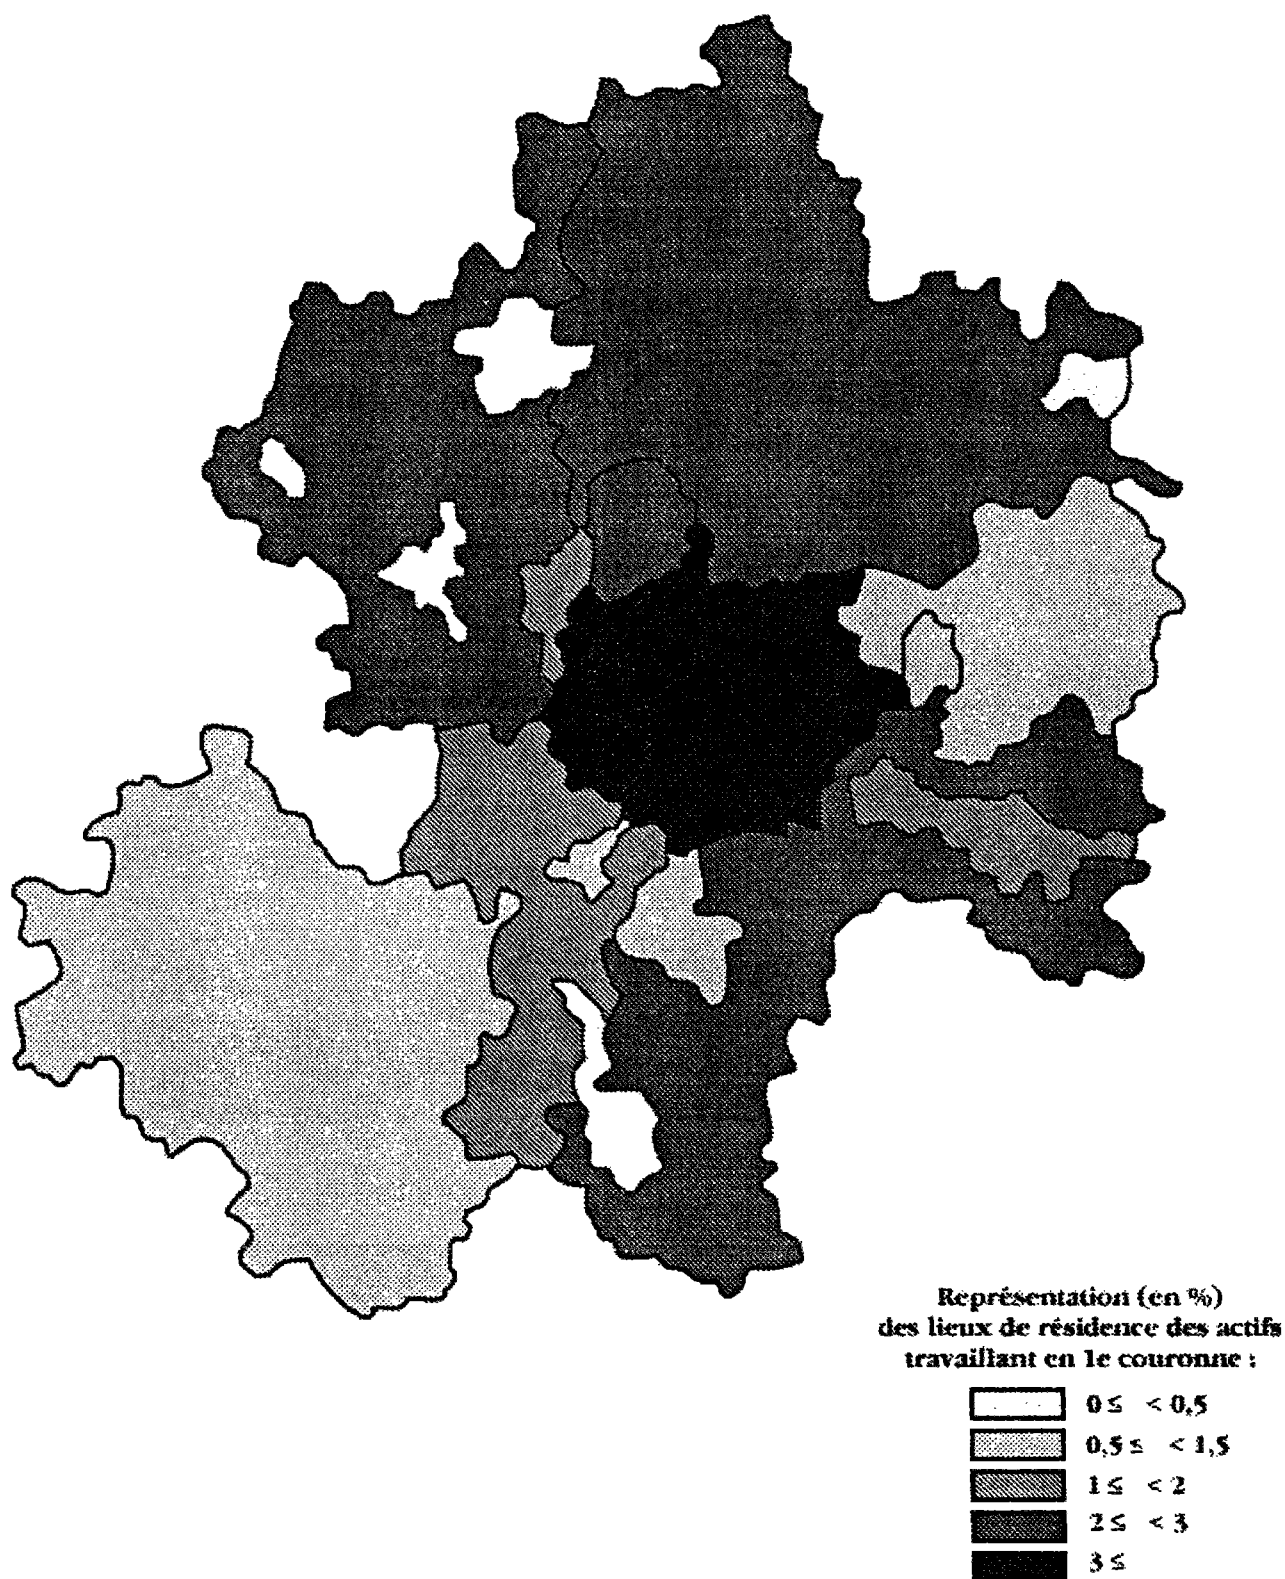 Représentation (en %)
des lieux de résidence des actifs
travaillant en 1e couronne :
0 ≤ < 0,5
0,5 ≤ < 1,5
1 ≤ < 2
2 ≤ < 3
3 ≤